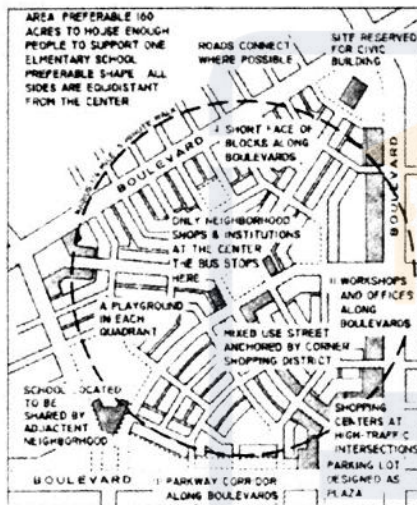 AREA PREFERABLE 160
ACRES TO HOUSE ENOUGH
PEOPLE TO SUPPORT ONE
ELMENTARY SCHOOL
PREFERABLE SHAPE ALL
SIDES ARE EQUIDISTANT
FROM THE CENTER
ROADS CONNECT
WHERE POSSIBLE
SITE RESERVED
FOR CIVIC
BUILDING
SHORT FACE OF
BLOCKS ALONG
BOULEVARDS
BOULEVARD
BOULEVARD
ONLY NEIGHBORHOOD
SHOPS & INSTITUTIONS
AT THE CENTER
THE BUS STOPS
HERE
WORKSHOPS
AND OFFICES
ALONG
BOULEVARDS
A PLAYGROUND
IN EACH
QUADRANT
MIXED USE STREET
ANCHORED BY CORNER
SHOPPING DISTRICT
SCHOOL LOCATED
TO BE
SHARED BY
ADJACTENT
NEIGHBORHOOD
SHOPPING
CENTERS AT
HIGH-TRAFFIC
INTERSECTIONS
PARKING LOT
DESIGNED AS
PLAZA
BOULEVARD
PARKWAY CORRIDOR
ALONG BOULEVARDS